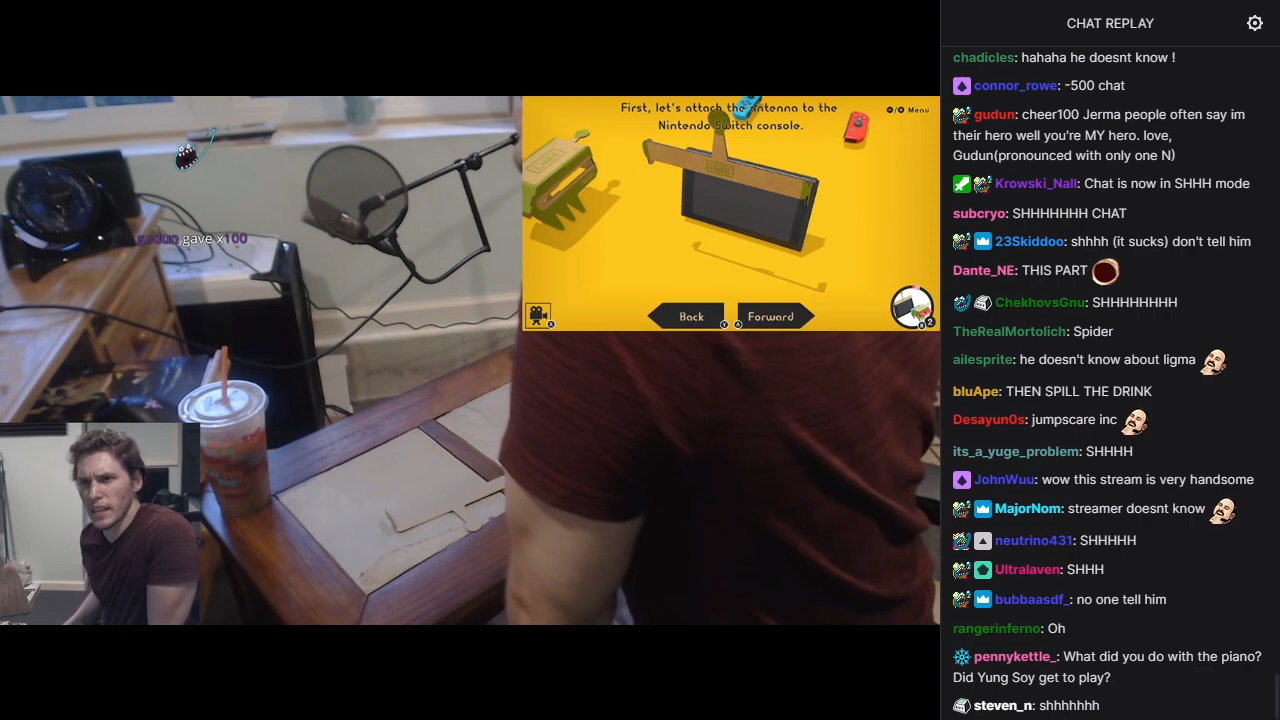 First, let's attach the antenna to the
Nintendo Switch console.
Menu
gudun gave x100
Back
Forward
CHAT REPLAY
chadicles: hahaha he doesnt know !
connor_rowe: -500 chat
gudun: cheer100 Jerma people often say im
their hero well you're MY hero. love,
Gudun(pronounced with only one N)
Krowski_Nall: Chat is now in SHHH mode
subcryo: SHHHHHHH CHAT
23Skiddoo: shhhh (it sucks) don't tell him
Dante_NE: THIS PART
ChekhovsGnu: SHHHHHHHH
TheRealMortolich: Spider
ailesprite: he doesn't know about ligma
bluApe: THEN SPILL THE DRINK
Desayun0s: jumpscare inc
its_a_yuge_problem: SHHHH
JohnWuu: wow this stream is very handsome
MajorNom: streamer doesnt know
neutrino431: SHHHHH
Ultralaven: SHHH
bubbaasdf_: no one tell him
rangerinferno: Oh
pennykettle_: What did you do with the piano?
Did Yung Soy get to play?
steven_n: shhhhhhh